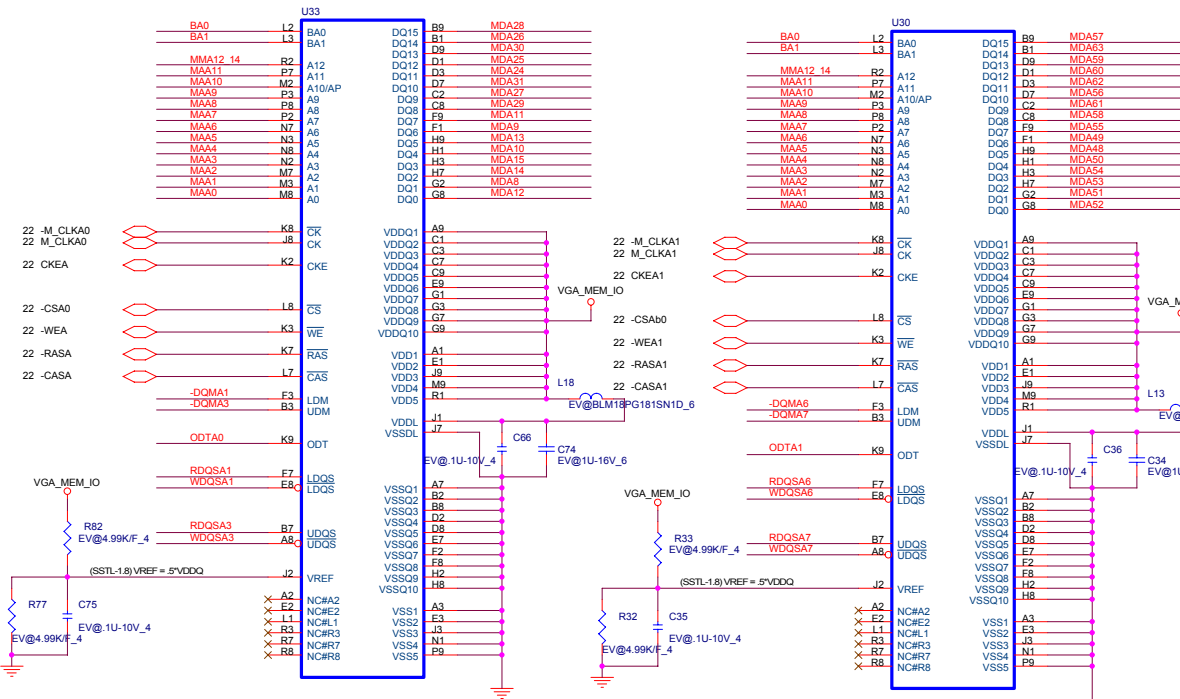 U33
BA0 L2 BA0 DQ15 B9 MDA28
BA1 L3 BA1 DQ14 B1 MDA26
DQ13 D9 MDA30
MMA12_14 R2 A12 DQ12 D1 MDA25
MAA11 P7 A11 DQ11 D3 MDA24
MAA10 M2 A10/AP DQ10 D7 MDA31
MAA9 P3 A9 DQ9 C2 MDA27
MAA8 P8 A8 DQ8 C8 MDA29
MAA7 P2 A7 DQ7 F9 MDA11
MAA6 N7 A6 DQ6 F1 MDA9
MAA5 N3 A5 DQ5 H9 MDA13
MAA4 N8 A4 DQ4 H1 MDA10
MAA3 N2 A3 DQ3 H3 MDA15
MAA2 M7 A2 DQ2 H7 MDA14
MAA1 M3 A1 DQ1 G2 MDA8
MAA0 M8 A0 DQ0 G8 MDA12
22 -M_CLKA0 K8 CK VDDQ1 A9
22 M_CLKA0 J8 CK VDDQ2 C1
VDDQ3 C3
22 CKEA K2 CKE VDDQ4 C7
VDDQ5 C9
VDDQ6 E9
VDDQ7 G1
22 -CSA0 L8 CS VDDQ8 G3
VDDQ9 G7 VGA_MEM_IO
22 -WEA K3 WE VDDQ10 G9
22 -RASA K7 RAS VDD1 A1
VDD2 E1
22 -CASA L7 CAS VDD3 J9
VDD4 M9 L18
-DQMA1 F3 LDM VDD5 R1 EV@BLM18PG181SN1D_6
-DQMA3 B3 UDM
VDDL J1
VSSDL J7
ODTA0 K9 ODT C66 C74
EV@.1U-10V_4 EV@1U-16V_6
RDQSA1 F7 LDQS
WDQSA1 E8 LDQS VSSQ1 A7
VGA_MEM_IO VSSQ2 B2
VSSQ3 B8
VSSQ4 D2
R82 RDQSA3 B7 UDQS VSSQ5 D8
EV@4.99K/F_4 WDQSA3 A8 UDQS VSSQ6 E7
VSSQ7 F2
VSSQ8 F8
(SSTL-1.8) VREF = .5*VDDQ J2 VREF VSSQ9 H2
VSSQ10 H8
A2 NC#A2
R77 C75 E2 NC#E2 VSS1 A3
L1 NC#L1 VSS2 E3
EV@4.99K/F_4 EV@.1U-10V_4 R3 NC#R3 VSS3 J3
R7 NC#R7 VSS4 N1
R8 NC#R8 VSS5 P9
U30
BA0 L2 BA0 DQ15 B9 MDA57
BA1 L3 BA1 DQ14 B1 MDA63
DQ13 D9 MDA59
MMA12_14 R2 A12 DQ12 D1 MDA60
MAA11 P7 A11 DQ11 D3 MDA62
MAA10 M2 A10/AP DQ10 D7 MDA56
MAA9 P3 A9 DQ9 C2 MDA61
MAA8 P8 A8 DQ8 C8 MDA58
MAA7 P2 A7 DQ7 F9 MDA55
MAA6 N7 A6 DQ6 F1 MDA49
MAA5 N3 A5 DQ5 H9 MDA48
MAA4 N8 A4 DQ4 H1 MDA50
MAA3 N2 A3 DQ3 H3 MDA54
MAA2 M7 A2 DQ2 H7 MDA53
MAA1 M3 A1 DQ1 G2 MDA51
MAA0 M8 A0 DQ0 G8 MDA52
22 -M_CLKA1 K8 CK VDDQ1 A9
22 M_CLKA1 J8 CK VDDQ2 C1
VDDQ3 C3
22 CKEA1 K2 CKE VDDQ4 C7
VDDQ5 C9
VDDQ6 E9
VDDQ7 G1
22 -CSAb0 L8 CS VDDQ8 G3
VDDQ9 G7
22 -WEA1 K3 WE VDDQ10 G9
22 -RASA1 K7 RAS VDD1 A1
VDD2 E1
22 -CASA1 L7 CAS VDD3 J9
VDD4 M9 L13
-DQMA6 F3 LDM VDD5 R1
-DQMA7 B3 UDM
VDDL J1
VSSDL J7
ODTA1 K9 ODT C36 C34
EV@.1U-10V_4
RDQSA6 F7 LDQS
WDQSA6 E8 LDQS VSSQ1 A7
VGA_MEM_IO VSSQ2 B2
VSSQ3 B8
VSSQ4 D2
R33 RDQSA7 B7 UDQS VSSQ5 D8
EV@4.99K/F_4 WDQSA7 A8 UDQS VSSQ6 E7
VSSQ7 F2
VSSQ8 F8
(SSTL-1.8) VREF = .5*VDDQ J2 VREF VSSQ9 H2
VSSQ10 H8
A2 NC#A2
R32 C35 E2 NC#E2 VSS1 A3
L1 NC#L1 VSS2 E3
EV@4.99K/F_4 EV@.1U-10V_4 R3 NC#R3 VSS3 J3
R7 NC#R7 VSS4 N1
R8 NC#R8 VSS5 P9